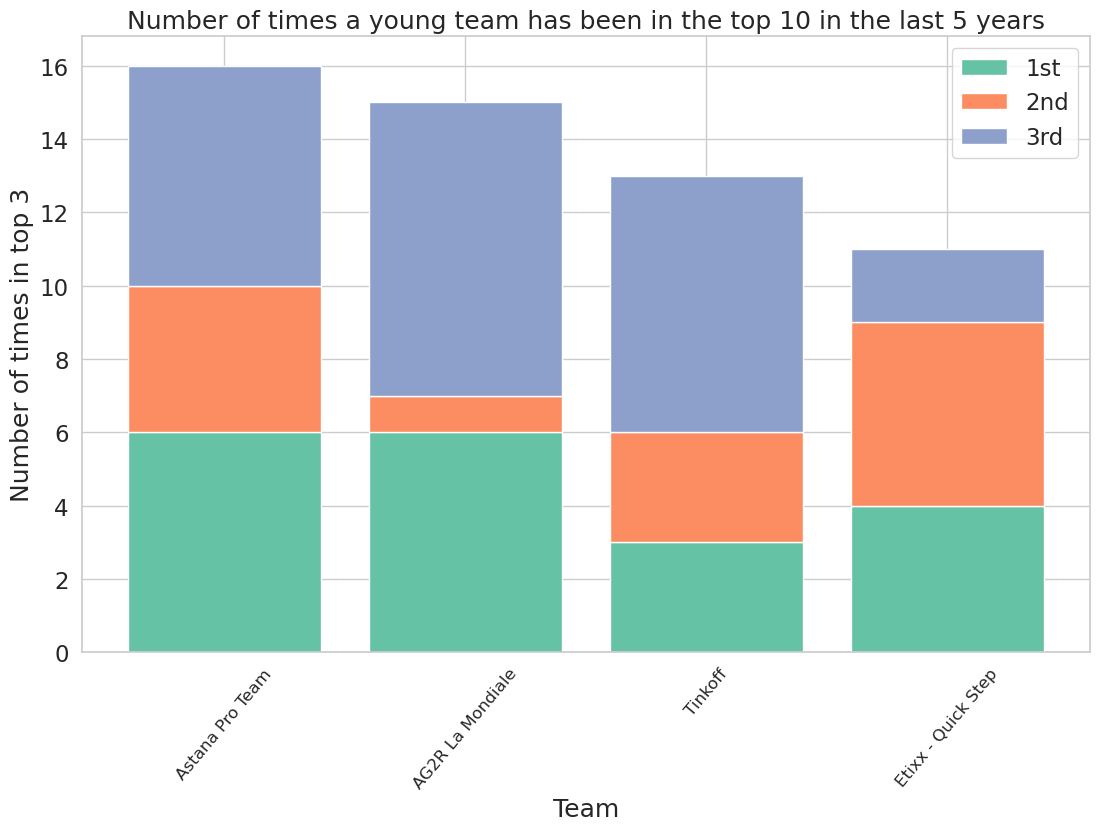 Number of times a young team has been in the top 10 in the last 5 years
1st
2nd
3rd
Number of times in top 3
16
14
12
10
8
6
4
2
0
Astana Pro Team
AG2R La Mondiale
Tinkoff
Etixx - Quick Step
Team